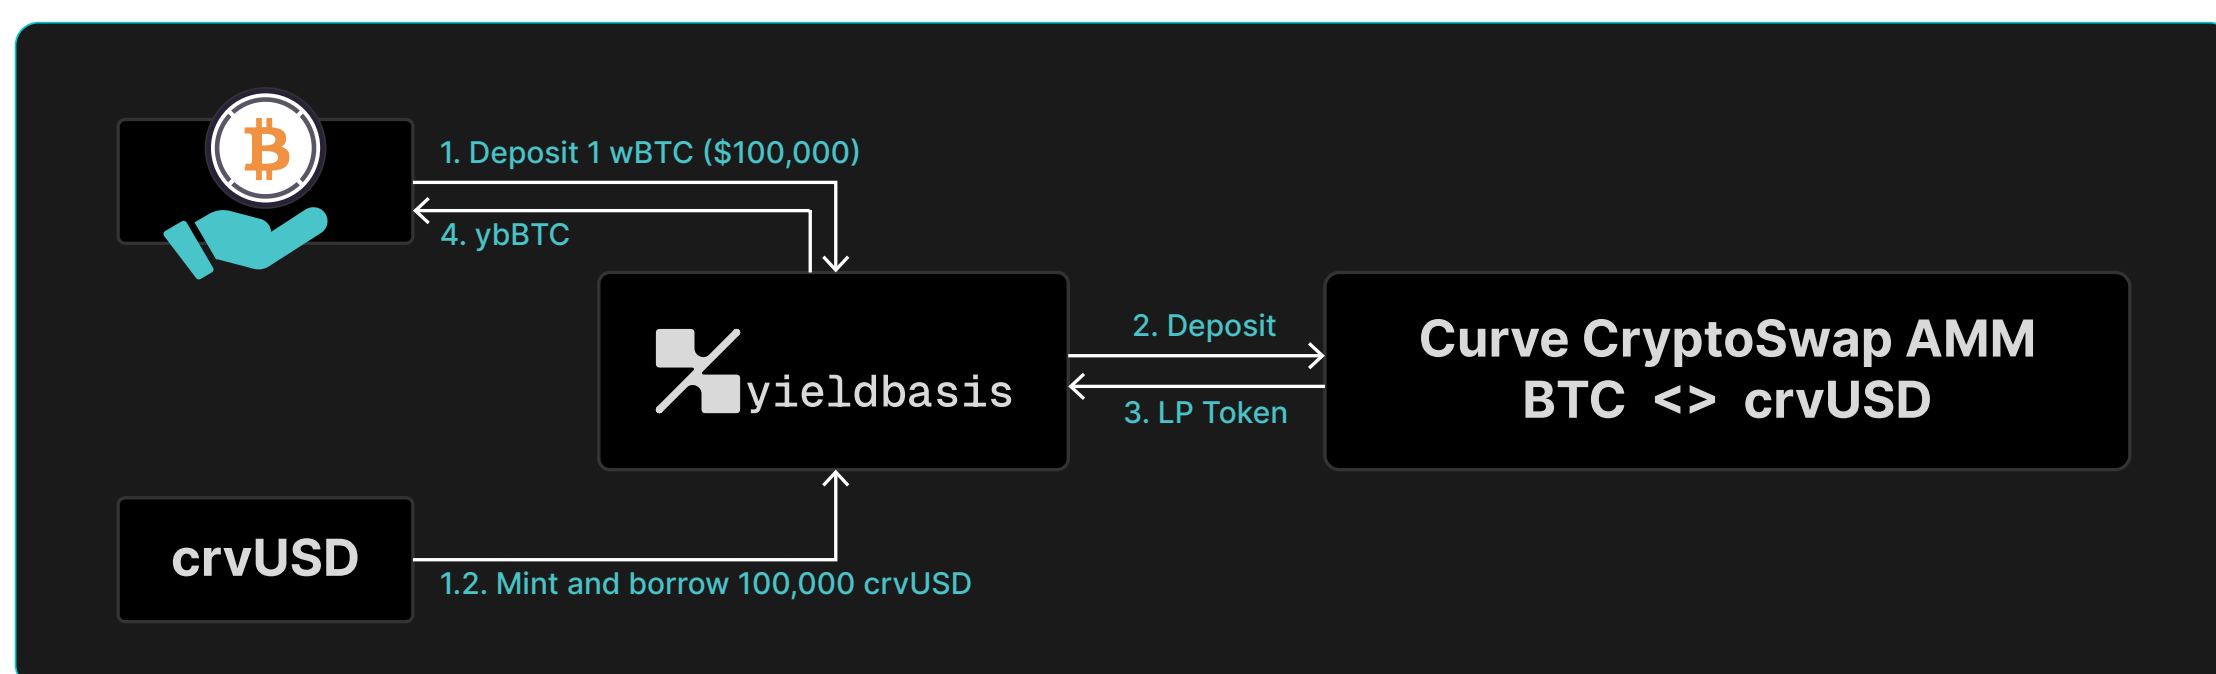 1. Deposit 1 wBTC ($100,000)
4. ybBTC
yieldbasis
2. Deposit
3. LP Token
Curve CryptoSwap AMM
BTC <> crvUSD
crvUSD
1.2. Mint and borrow 100,000 crvUSD